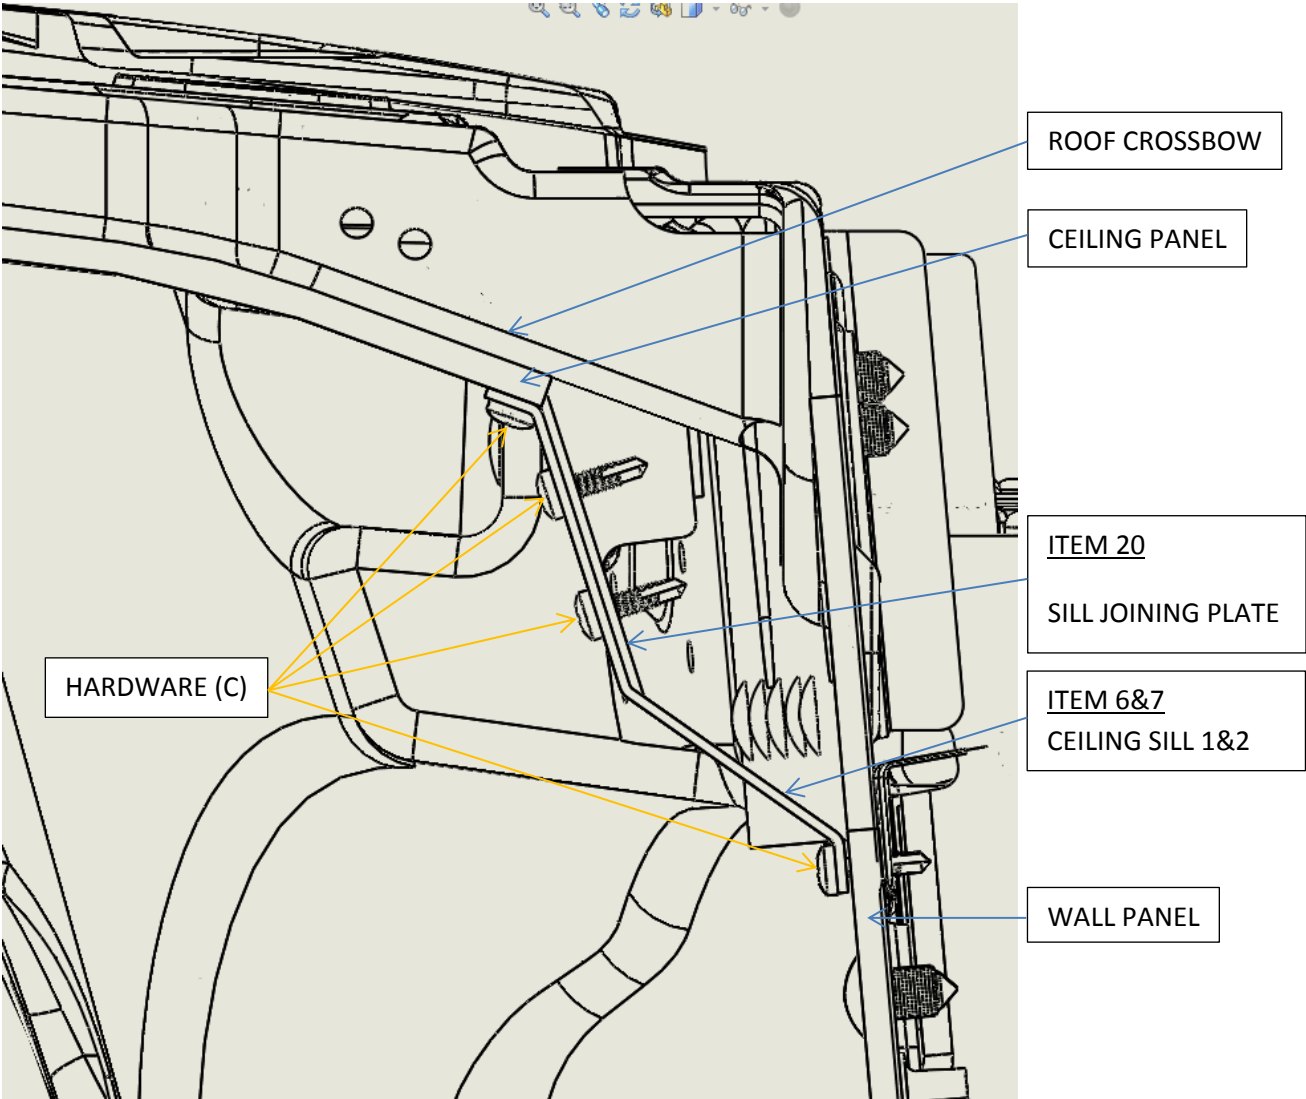 ROOF CROSSBOW
CEILING PANEL
ITEM 20
SILL JOINING PLATE
HARDWARE (C)
ITEM 6&7
CEILING SILL 1&2
WALL PANEL